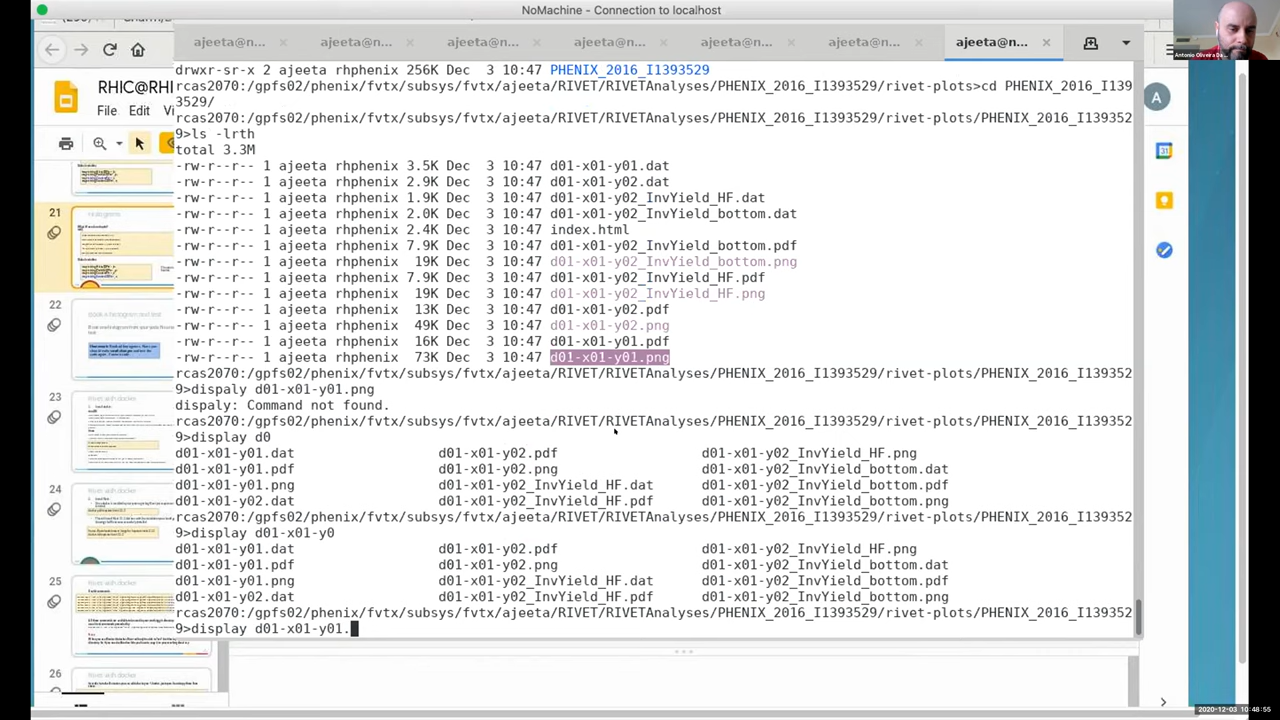 NoMachine - Connection to localhost
ajeeta@n... ajeeta@n... ajeeta@n... ajeeta@n... ajeeta@n... ajeeta@n... ajeeta@n...
RHIC@RH
File Edit
A
21
22
23
24
25
26
drwxr-sr-x 2 ajeeta rhphenix 256K Dec 10:47 PHENIX_2016_I1393529
rcas2070:/gpfs02/phenix/fvtx/subsys/fvtx/ajeeta/RIVET/RIVETAnalyses/PHENIX_2016_I1393529/rivet-plots>cd PHENIX_2016_I139
3529/
rcas2070:/gpfs02/phenix/fvtx/subsys/fvtx/ajeeta/RIVET/RIVETAnalyses/PHENIX_2016_I1393529/rivet-plots/PHENIX_2016_I139352
9>ls -lrth
total 3.3M
-rw-r--r-- 1 ajeeta rhphenix 3.5K Dec 3 10:47 d01-x01-y01.dat
-rw-r--r-- 1 ajeeta rhphenix 2.9K Dec 3 10:47 d01-x01-y02.dat
-rw-r--r-- 1 ajeeta rhphenix 1.9K Dec 3 10:47 d01-x01-y02_InvYield_HF.dat
-rw-r--r-- 1 ajeeta rhphenix 2.0K Dec 3 10:47 d01-x01-y02_InvYield_bottom.dat
-rw-r--r-- 1 ajeeta rhphenix 2.4K Dec 3 10:47 index.html
-rw-r--r-- 1 ajeeta rhphenix 7.9K Dec 3 10:47 d01-x01-y02_InvYield_bottom.pdf
-rw-r--r-- 1 ajeeta rhphenix Dec 3 10:47 d01-x01-y02_InvYield_bottom.png
-rw-r--r-- 1 ajeeta rhphenix Dec 3 10:47 d01-x01-y02_InvYield_HF.pdf
-rw-r--r-- 1 ajeeta rhphenix 19K Dec 3 10:47 d01-x01-y02_InvYield_HF.png
-rw-r--r-- 1 ajeeta rhphenix 13K Dec 3 10:47 d01-x01-y02.pdf
-rw-r--r-- 1 ajeeta rhphenix 49K Dec 3 10:47 d01-x01-y02.png
-rw-r--r-- 1 ajeeta rhphenix 16K Dec 3 10:47 d01-x01-y01.pdf
-rw-r--r-- 1 ajeeta rhphenix 73K Dec 3 10:47 d01-x01-y01.png
rcas2070:/gpfs02/phenix/fvtx/subsys/fvtx/ajeeta/RIVET/RIVETAnalyses/PHENIX_2016_I1393529/rivet-plots/PHENIX_2016_I139352
9>dispaly d01-x01-y01.png
dispaly: Command not found.
rcas2070:/gpfs02/phenix/fvtx/subsys/fvtx/ajeeta/RIVET/RIVETAnalyses/PHENIX_2016_I1393529/rivet-plots/PHENIX_2016_I139352
9>display d0
d01-x01-y01.dat d01-x01-y02.pdf d01-x01-y02_InvYield_HF.png
d01-x01-y01.pdf d01-x01-y02.png d01-x01-y02_InvYield_bottom.dat
d01-x01-y01.png d01-x01-y02_InvYield_HF.dat d01-x01-y02_InvYield_bottom.pdf
d01-x01-y02.dat d01-x01-y02_InvYield_HF.pdf d01-x01-y02_InvYield_bottom.png
rcas2070:/gpfs02/phenix/fvtx/subsys/fvtx/ajeeta/RIVET/RIVETAnalyses/PHENIX_2016_I1393529/rivet-plots/PHENIX_2016_I139352
9>display d01-x01-y0
d01-x01-y01.dat d01-x01-y02.pdf d01-x01-y02_InvYield_HF.png
d01-x01-y01.pdf d01-x01-y02.png d01-x01-y02_InvYield_bottom.dat
d01-x01-y01.png d01-x01-y02_InvYield_HF.dat d01-x01-y02_InvYield_bottom.pdf
d01-x01-y02.dat d01-x01-y02_InvYield_HF.pdf d01-x01-y02_InvYield_bottom.png
rcas2070:/gpfs02/phenix/fvtx/subsys/fvtx/ajeeta/RIVET/RIVETAnalyses/PHENIX_2016_I1393529/rivet-plots/PHENIX_2016_I139352
9>display d01-x01-y01.
2020-12-03 10:48:55